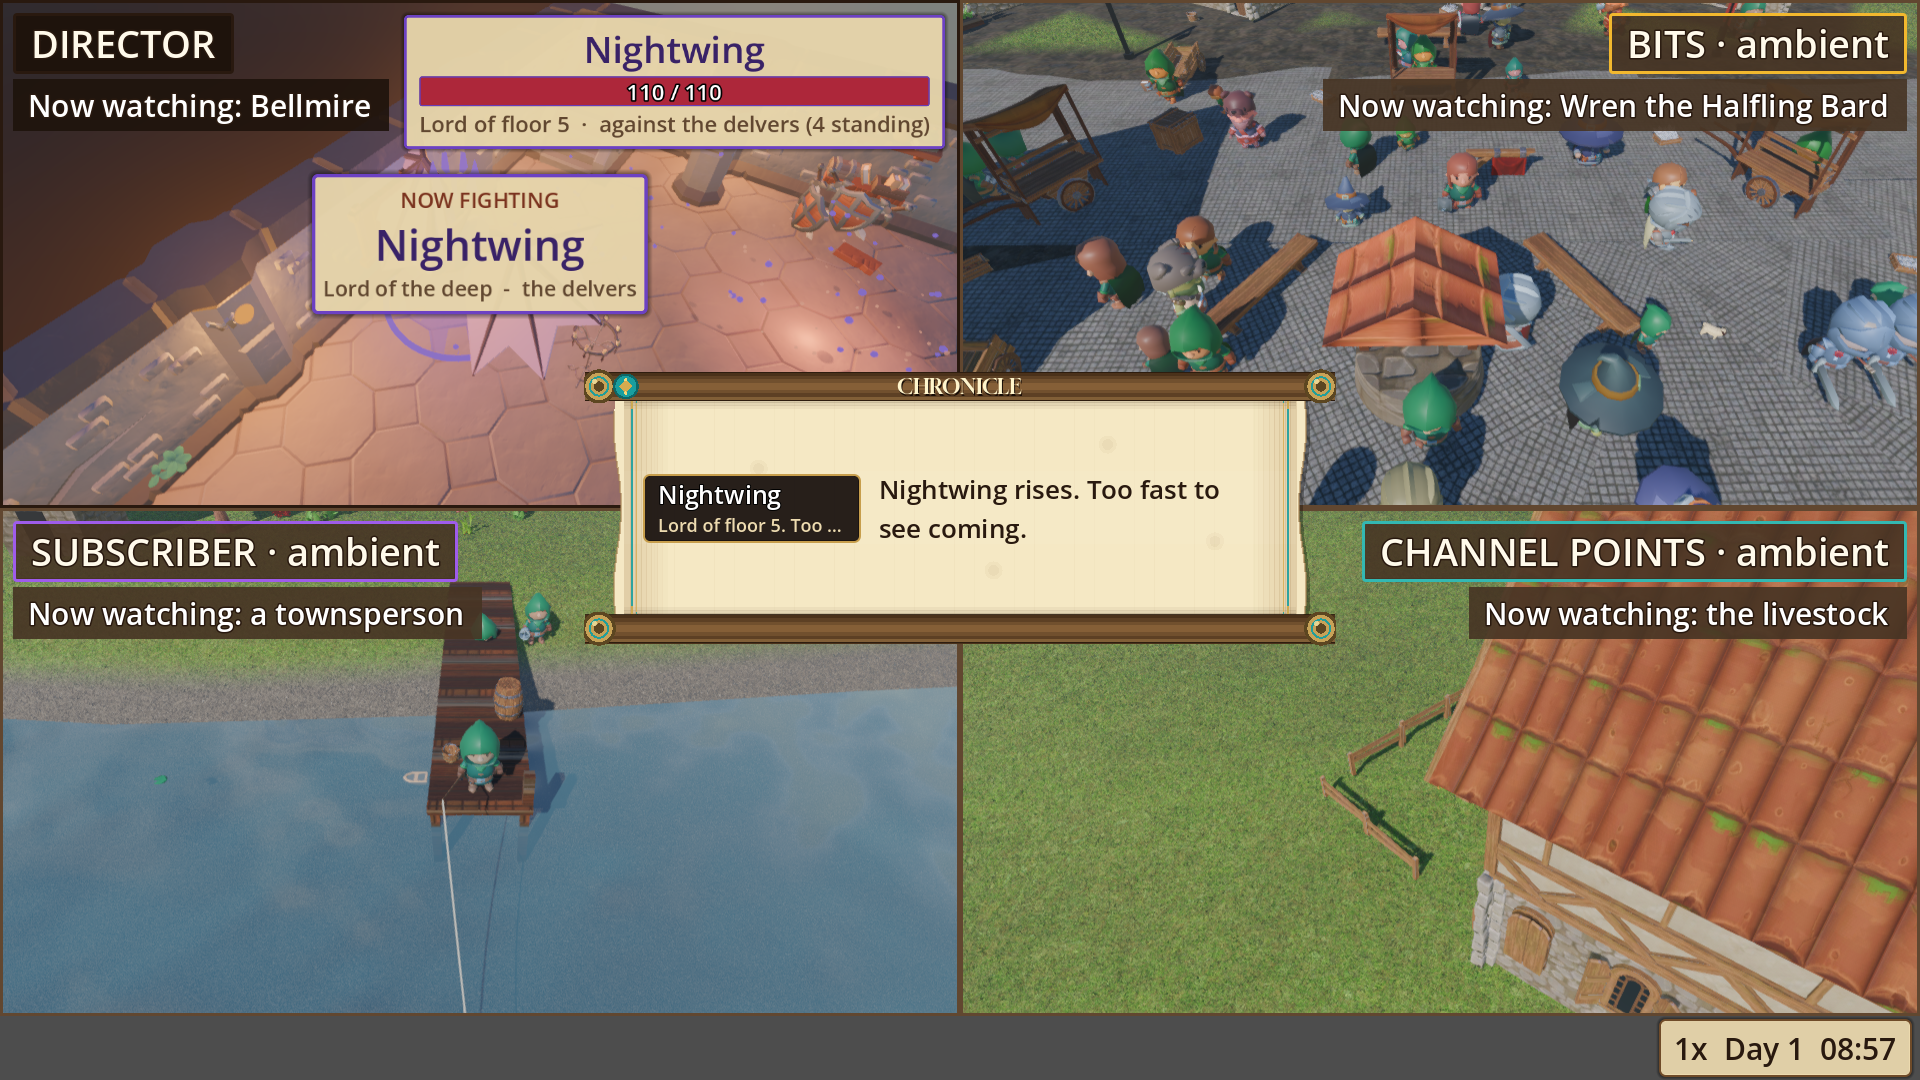 DIRECTOR
Now watching: Bellmire
Nightwing
110 / 110
Lord of floor 5 · against the delvers (4 standing)
NOW FIGHTING
Nightwing
Lord of the deep - the delvers
BITS · ambient
Now watching: Wren the Halfling Bard
CHRONICLE
Nightwing
Lord of floor 5. Too ...
Nightwing rises. Too fast to
see coming.
SUBSCRIBER · ambient
Now watching: a townsperson
CHANNEL POINTS · ambient
Now watching: the livestock
1x Day 1 08:57